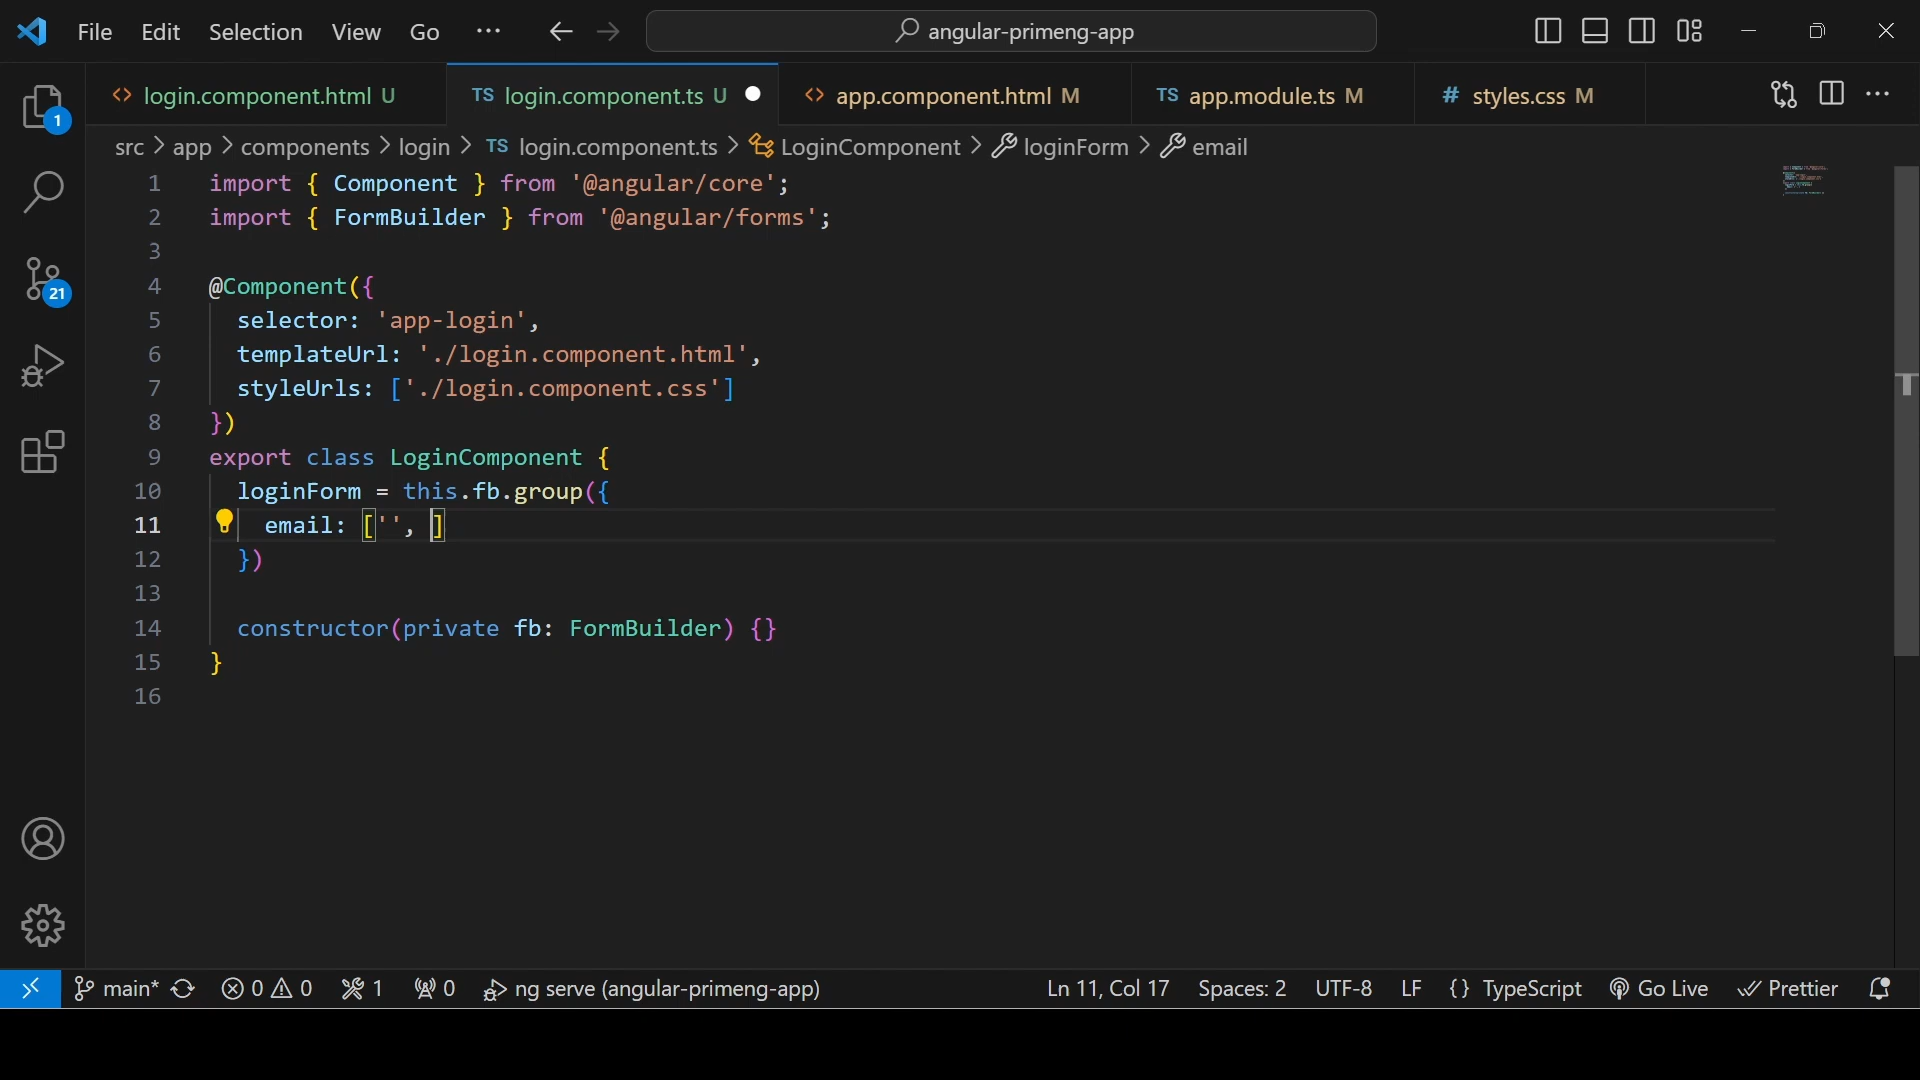 File Edit Selection View Go ··· angular-primeng-app
1 login.component.html U TS login.component.ts U app.component.html M TS app.module.ts M # styles.css M
src > app > components > login > TS login.component.ts > LoginComponent > loginForm > email
1 import { Component } from '@angular/core';
2 import { FormBuilder } from '@angular/forms';
3
4 @Component({
5 selector: 'app-login',
6 templateUrl: './login.component.html',
7 styleUrls: ['./login.component.css']
8 })
9 export class LoginComponent {
10 loginForm = this.fb.group({
11 email: ['', ]
12 })
13
14 constructor(private fb: FormBuilder) {}
15 }
16
21
main* 0 0 1 0 ng serve (angular-primeng-app) Ln 11, Col 17 Spaces: 2 UTF-8 LF {} TypeScript Go Live Prettier